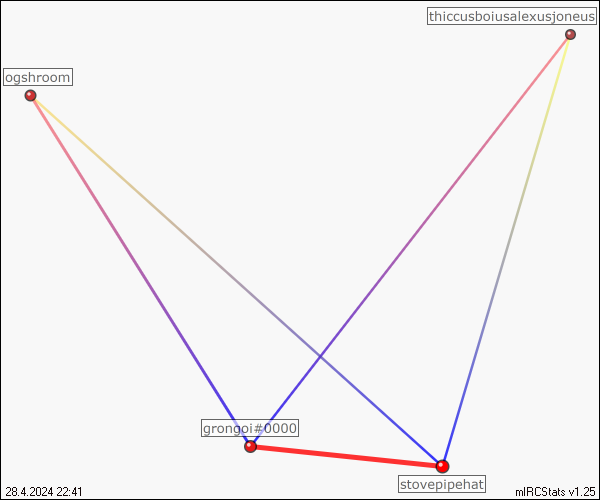 thiccusboiusalexusjoneus
ogshroom
grongoi#0000
stovepipehat
28.4.2024 22:41
mIRCStats v1.25